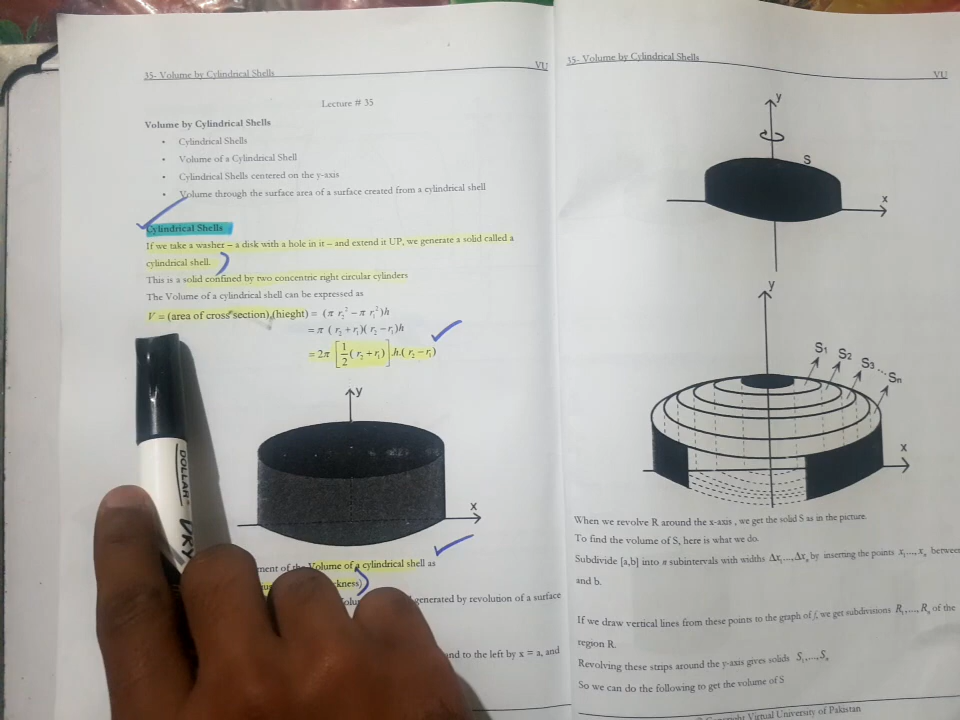 35- Volume by Cylindrical Shells VU
Lecture # 35
Volume by Cylindrical Shells
• Cylindrical Shells
• Volume of a Cylindrical Shell
• Cylindrical Shells centered on the y-axis
• Volume through the surface area of a surface created from a cylindrical shell
Cylindrical Shells
If we take a washer – a disk with a hole in it – and extend it UP, we generate a solid called a
cylindrical shell.
This is a solid confined by two concentric right circular cylinders
The Volume of a cylindrical shell can be expressed as
V = (area of cross section).(hieght) = (π r₂² − π r₁²)h
= π (r₂ + r₁)(r₂ − r₁)h
= 2π [1/2 (r₂ + r₁)] .h.(r₂ − r₁)
y
x
ment of the Volume of a cylindrical shell as
kness)
generated by revolution of a surface
nd to the left by x = a, and
DOLLAR
35- Volume by Cylindrical Shells VU
y
S
x
y
S₁ S₂ S₃ ... Sn
x
When we revolve R around the x-axis , we get the solid S as in the picture.
To find the volume of S, here is what we do.
Subdivide [a,b] into n subintervals with widths Δx₁,...,Δxₙ by inserting the points x₁,...,xₙ between
and b.
If we draw vertical lines from these points to the graph of f, we get subdivisions R₁,...,Rₙ of the
region R.
Revolving these strips around the y-axis gives solids S₁,...,Sₙ
So we can do the following to get the volume of S
Virtual University of Pakistan